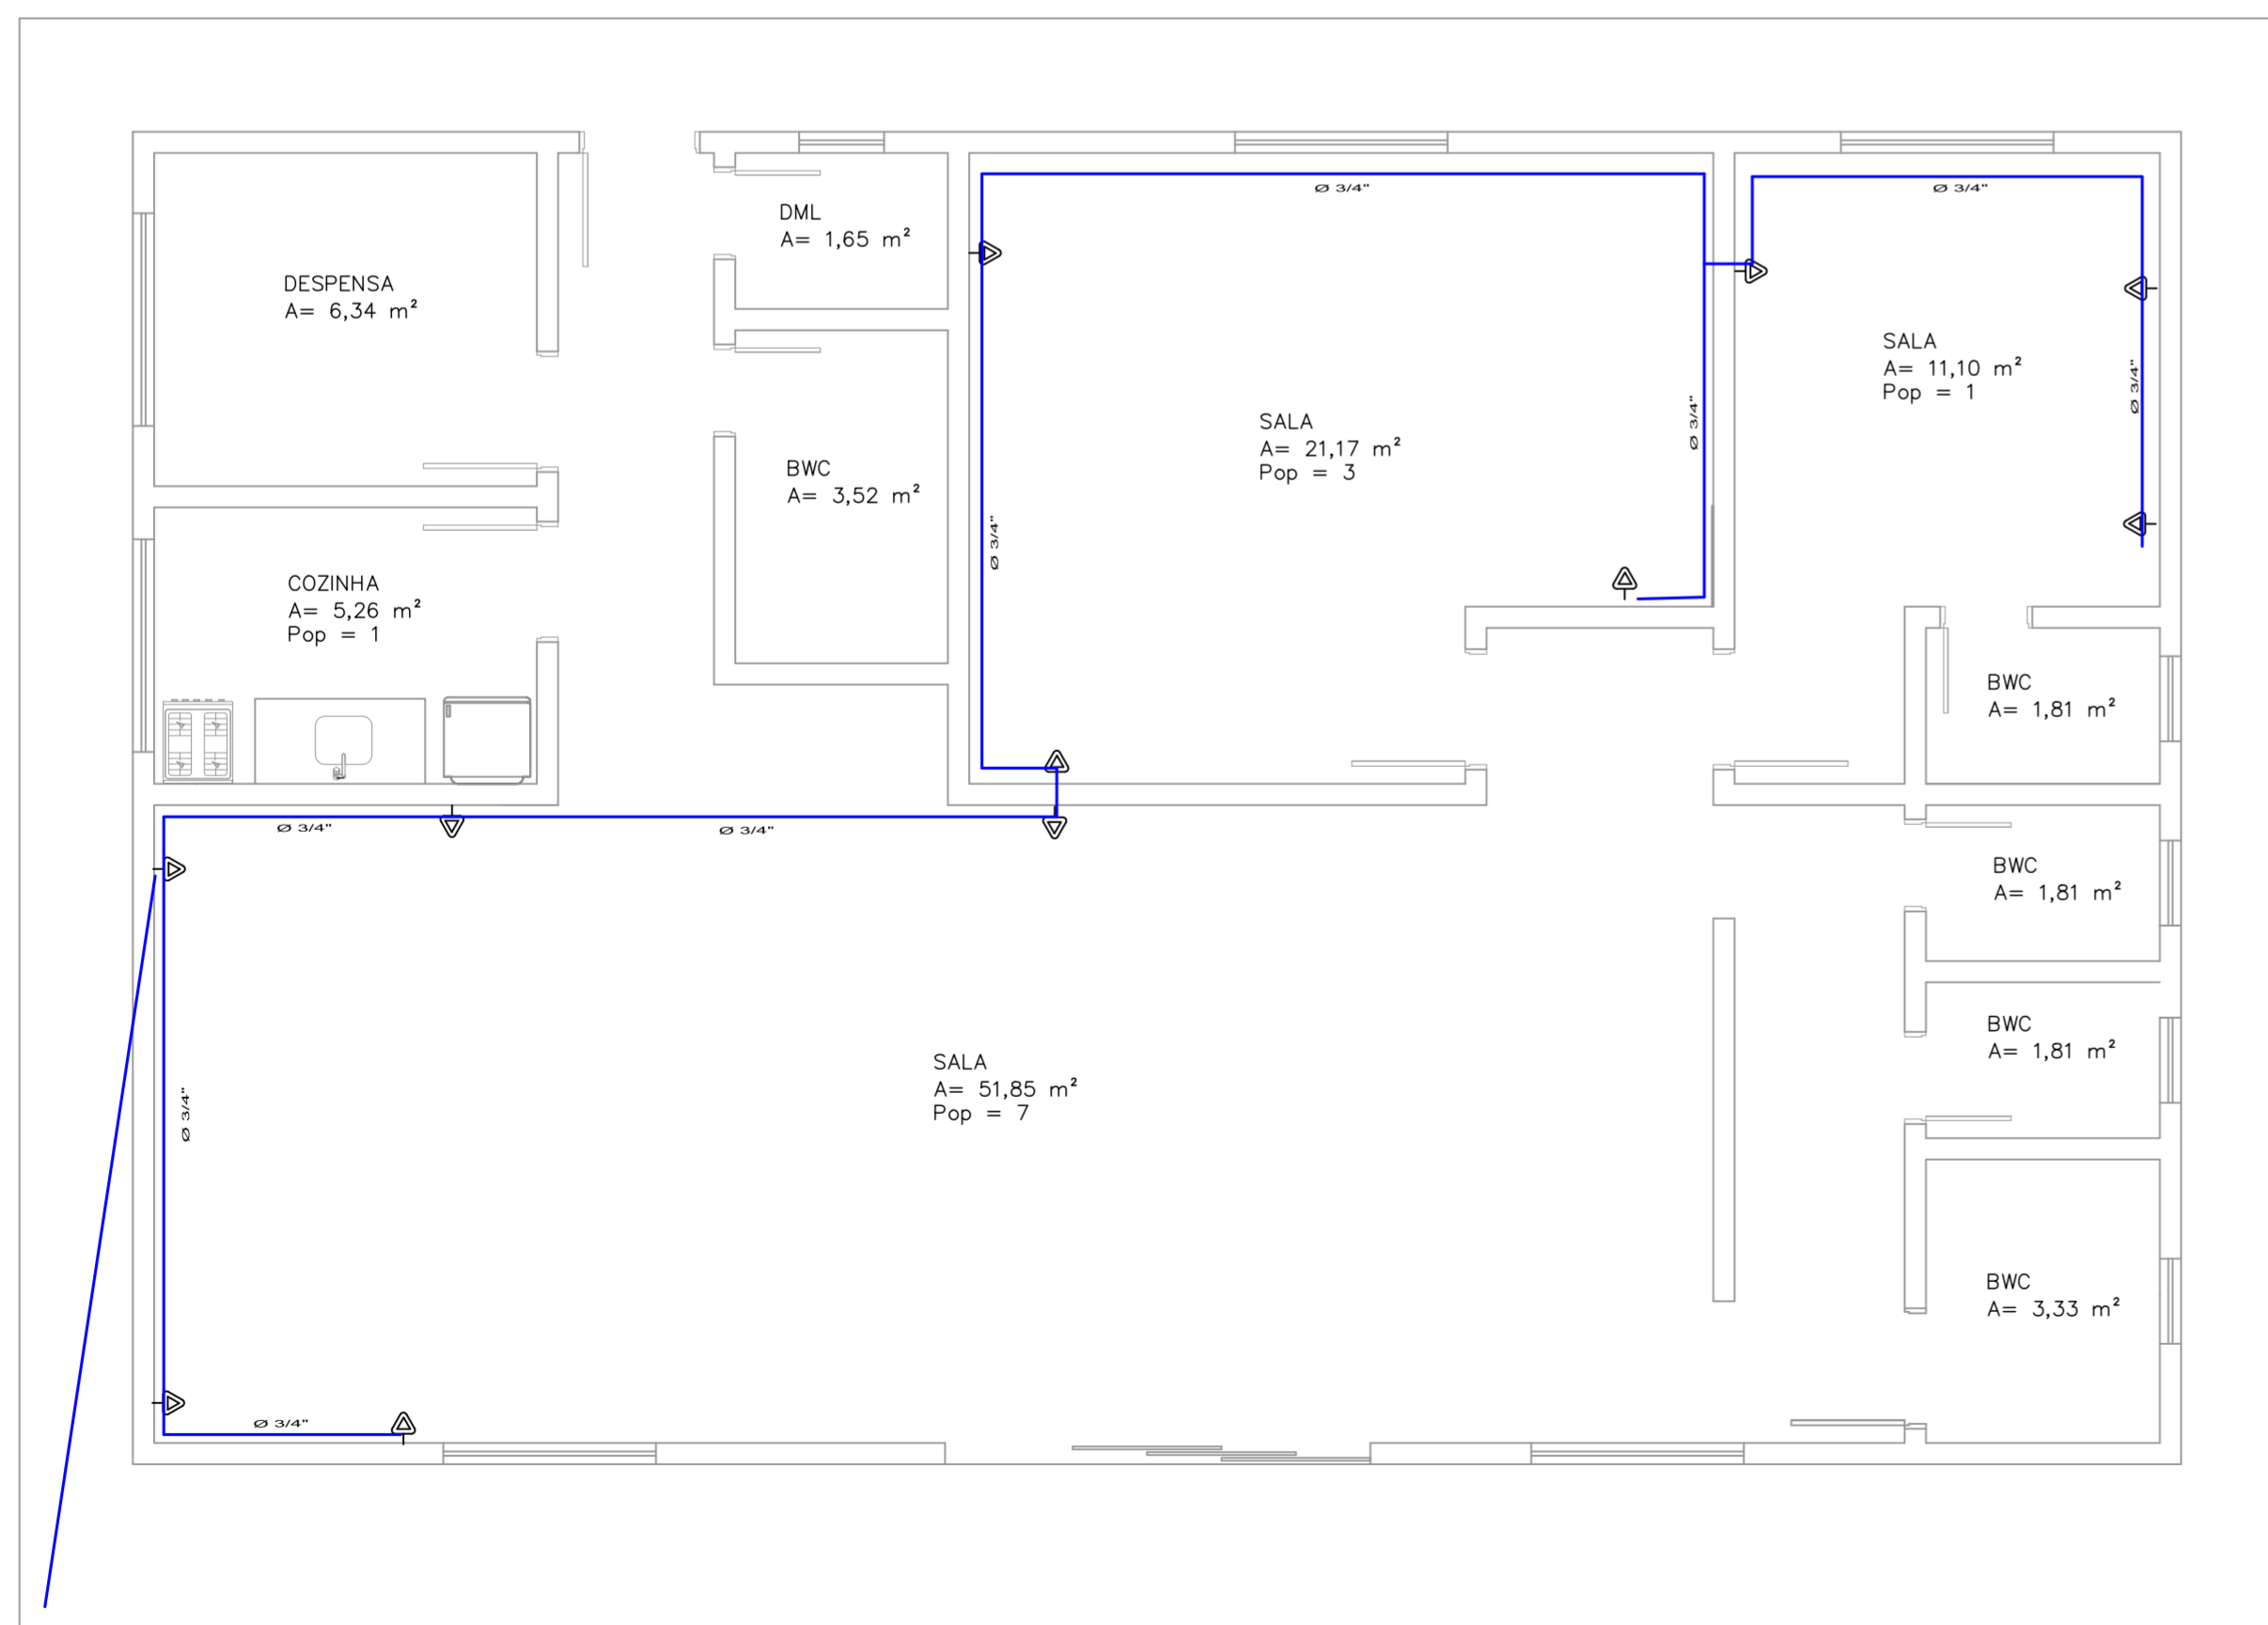 Ø 3/4"
Ø 3/4"
DML
A= 1,65 m²
DESPENSA
A= 6,34 m²
SALA
A= 11,10 m²
Pop = 1
Ø 3/4"
Ø 3/4"
SALA
A= 21,17 m²
Pop = 3
BWC
A= 3,52 m²
Ø 3/4"
COZINHA
A= 5,26 m²
Pop = 1
BWC
A= 1,81 m²
Ø 3/4"
Ø 3/4"
BWC
A= 1,81 m²
BWC
A= 1,81 m²
SALA
A= 51,85 m²
Pop = 7
Ø 3/4"
BWC
A= 3,33 m²
Ø 3/4"